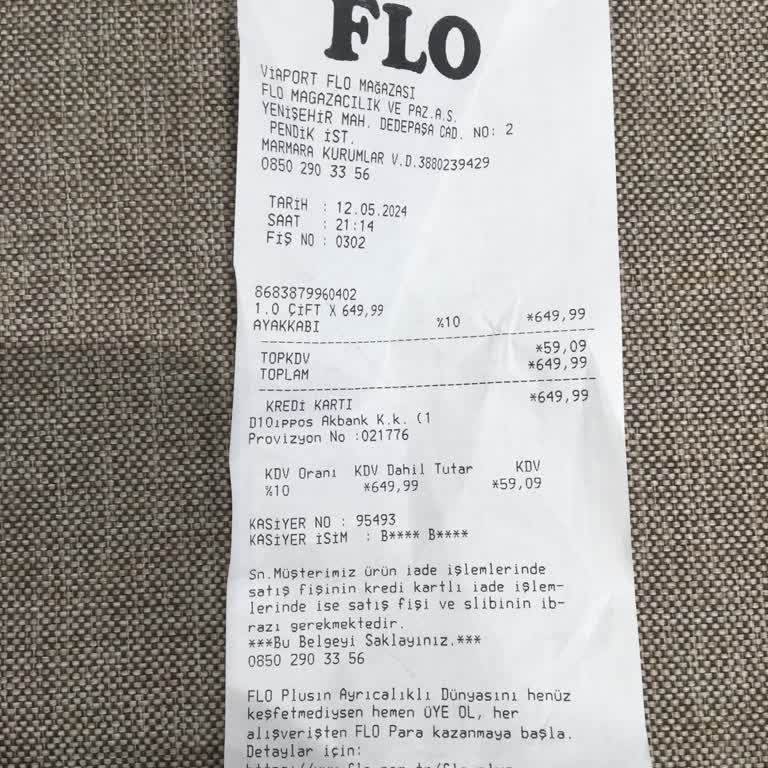 FLO
VİAPORT FLO MAĞAZASI
FLO MAGAZACILIK VE PAZ.A.S.
YENİŞEHİR MAH. DEDEPAŞA CAD. NO: 2
PENDİK İST.
MARMARA KURUMLAR V.D.3880239429
0850 290 33 56
TARİH : 12.05.2024
SAAT : 21:14
FİŞ NO : 0302
8683879960402
1.0 ÇİFT X 649,99
AYAKKABI %10 *649,99
TOPKDV *59,09
TOPLAM *649,99
KREDİ KARTI *649,99
D10ıPPOS Akbank K.k. (1
Provizyon No :021776
KDV Oranı KDV Dahil Tutar KDV
%10 *649,99 *59,09
KASİYER NO : 95493
KASİYER İSİM : B**** B****
Sn.Müşterimiz ürün iade işlemlerinde
satış fişinin kredi kartlı iade işlem-
lerinde ise satış fişi ve slibinin ib-
razı gerekmektedir.
***Bu Belgeyi Saklayınız.***
0850 290 33 56
FLO Plusın Ayrıcalıklı Dünyasını henüz
keşfetmediysen hemen ÜYE OL, her
alışverişten FLO Para kazanmaya başla.
Detaylar için: